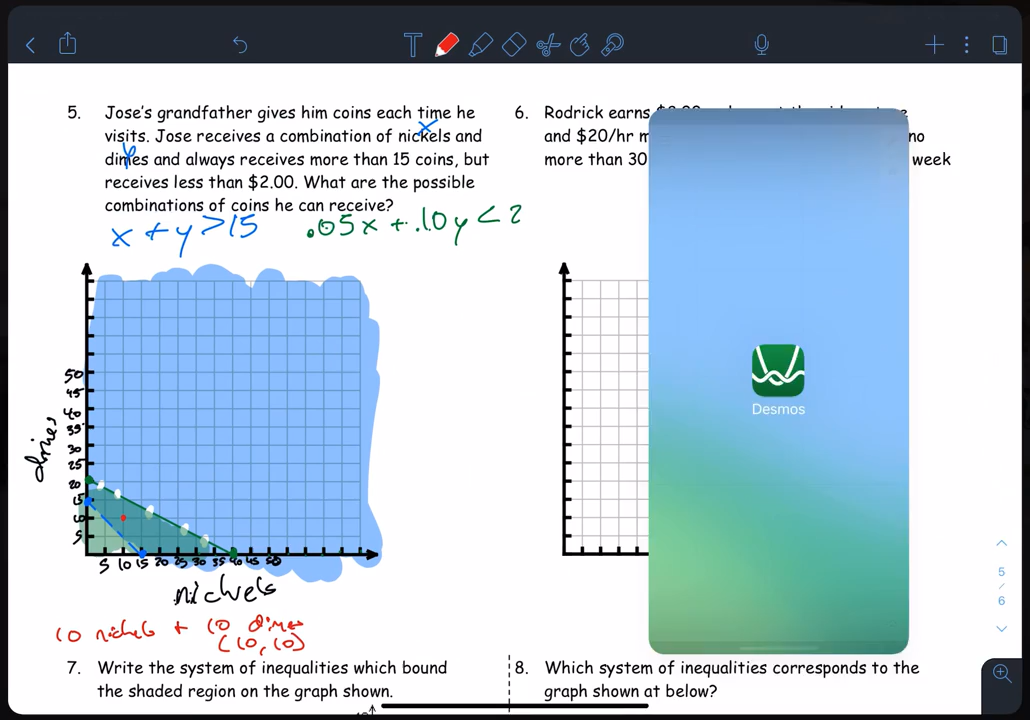 5. Jose's grandfather gives him coins each time he
visits. Jose receives a combination of nickels and
x
dimes and always receives more than 15 coins, but
y
receives less than $2.00. What are the possible
combinations of coins he can receive?
x + y > 15
.05x + .10y < 2
50
45
40
35
30
25
20
15
10
5
dimes
5 10 15 20 25 30 35 40 45 50
nickels
10 nickels + 10 dimes
(10,10)
6. Rodrick earns
and $20/hr m
no
more than 30
week
Desmos
7. Write the system of inequalities which bound
the shaded region on the graph shown.
8. Which system of inequalities corresponds to the
graph shown at below?
5
/
6
T